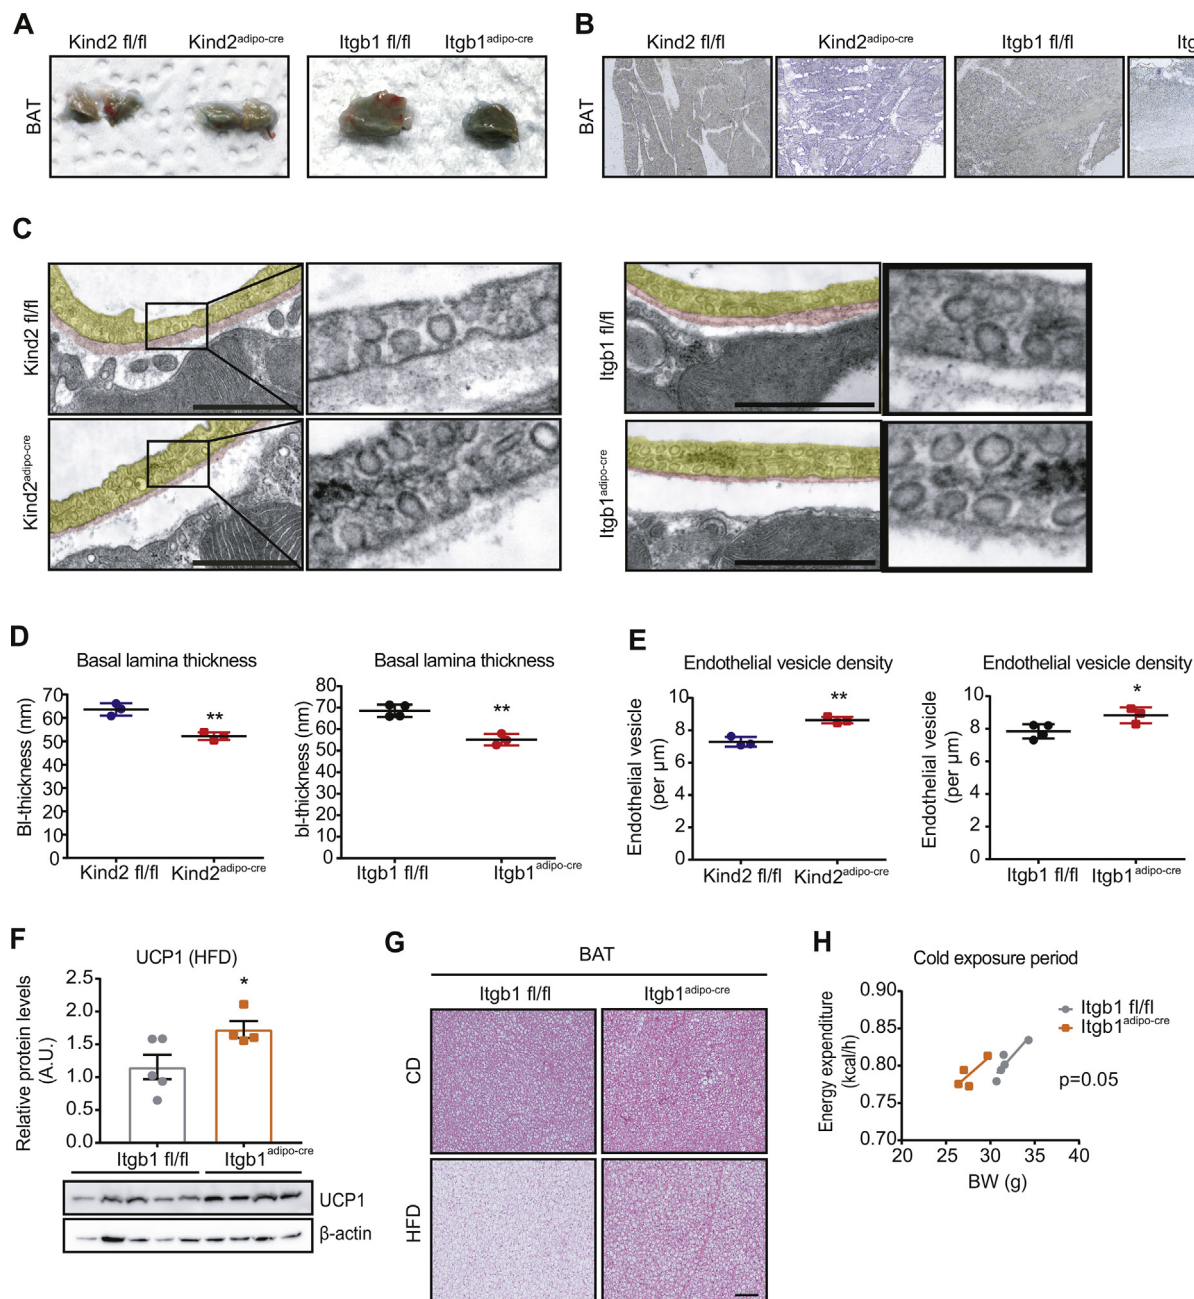 A
Kind2 fl/fl
Kind2adipo-cre
Itgb1 fl/fl
Itgb1adipo-cre
BAT
B
Kind2 fl/fl
Kind2adipo-cre
Itgb1 fl/fl
Itg
BAT
C
Kind2 fl/fl
Kind2adipo-cre
Itgb1 fl/fl
Itgb1adipo-cre
D
Basal lamina thickness
Bl-thickness (nm)
70
60
50
40
30
20
10
0
**
Kind2 fl/fl
Kind2adipo-cre
Basal lamina thickness
bl-thickness (nm)
80
70
60
50
40
30
20
10
0
**
Itgb1 fl/fl
Itgb1adipo-cre
E
Endothelial vesicle density
Endothelial vesicle
(per µm)
10
8
6
4
2
0
**
Kind2 fl/fl
Kind2adipo-cre
Endothelial vesicle density
Endothelial vesicle
(per µm)
10
8
6
4
2
0
*
Itgb1 fl/fl
Itgb1adipo-cre
F
UCP1 (HFD)
Relative protein levels
(A.U.)
2.5
2.0
1.5
1.0
0.5
0.0
*
Itgb1 fl/fl
Itgb1adipo-cre
UCP1
β-actin
G
BAT
Itgb1 fl/fl
Itgb1adipo-cre
CD
HFD
H
Cold exposure period
Energy expenditure
(kcal/h)
0.90
0.85
0.80
0.75
0.70
20
25
30
35
40
BW (g)
Itgb1 fl/fl
Itgb1adipo-cre
p=0.05